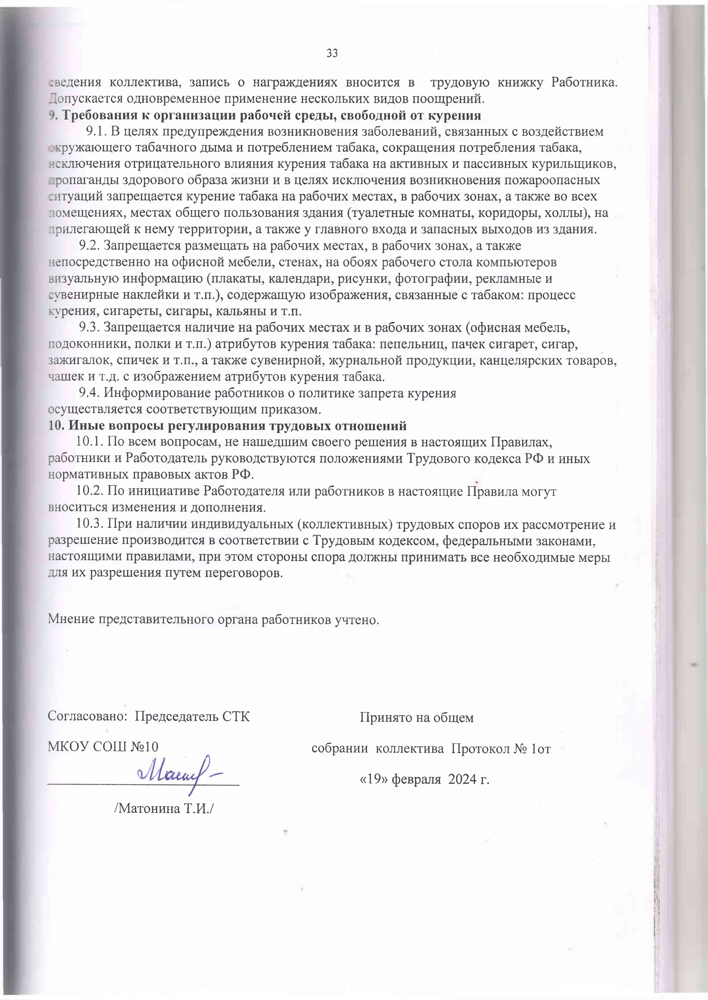 33
сведения коллектива, запись о награждениях вносится в трудовую книжку Работника.
Допускается одновременное применение нескольких видов поощрений.
9. Требования к организации рабочей среды, свободной от курения
9.1. В целях предупреждения возникновения заболеваний, связанных с воздействием
окружающего табачного дыма и потреблением табака, сокращения потребления табака,
исключения отрицательного влияния курения табака на активных и пассивных курильщиков,
пропаганды здорового образа жизни и в целях исключения возникновения пожароопасных
ситуаций запрещается курение табака на рабочих местах, в рабочих зонах, а также во всех
помещениях, местах общего пользования здания (туалетные комнаты, коридоры, холлы), на
прилегающей к нему территории, а также у главного входа и запасных выходов из здания.
9.2. Запрещается размещать на рабочих местах, в рабочих зонах, а также
непосредственно на офисной мебели, стенах, на обоях рабочего стола компьютеров
визуальную информацию (плакаты, календари, рисунки, фотографии, рекламные и
сувенирные наклейки и т.п.), содержащую изображения, связанные с табаком: процесс
курения, сигареты, сигары, кальяны и т.п.
9.3. Запрещается наличие на рабочих местах и в рабочих зонах (офисная мебель,
подоконники, полки и т.п.) атрибутов курения табака: пепельниц, пачек сигарет, сигар,
зажигалок, спичек и т.п., а также сувенирной, журнальной продукции, канцелярских товаров,
чашек и т.д. с изображением атрибутов курения табака.
9.4. Информирование работников о политике запрета курения
осуществляется соответствующим приказом.
10. Иные вопросы регулирования трудовых отношений
10.1. По всем вопросам, не нашедшим своего решения в настоящих Правилах,
работники и Работодатель руководствуются положениями Трудового кодекса РФ и иных
нормативных правовых актов РФ.
10.2. По инициативе Работодателя или работников в настоящие Правила могут
вноситься изменения и дополнения.
10.3. При наличии индивидуальных (коллективных) трудовых споров их рассмотрение и
разрешение производится в соответствии с Трудовым кодексом, федеральными законами,
настоящими правилами, при этом стороны спора должны принимать все необходимые меры
для их разрешения путем переговоров.
Мнение представительного органа работников учтено.
Согласовано: Председатель СТК
МКОУ СОШ №10
/Матонина Т.И./
Принято на общем
собрании коллектива Протокол № 1от
«19» февраля 2024 г.